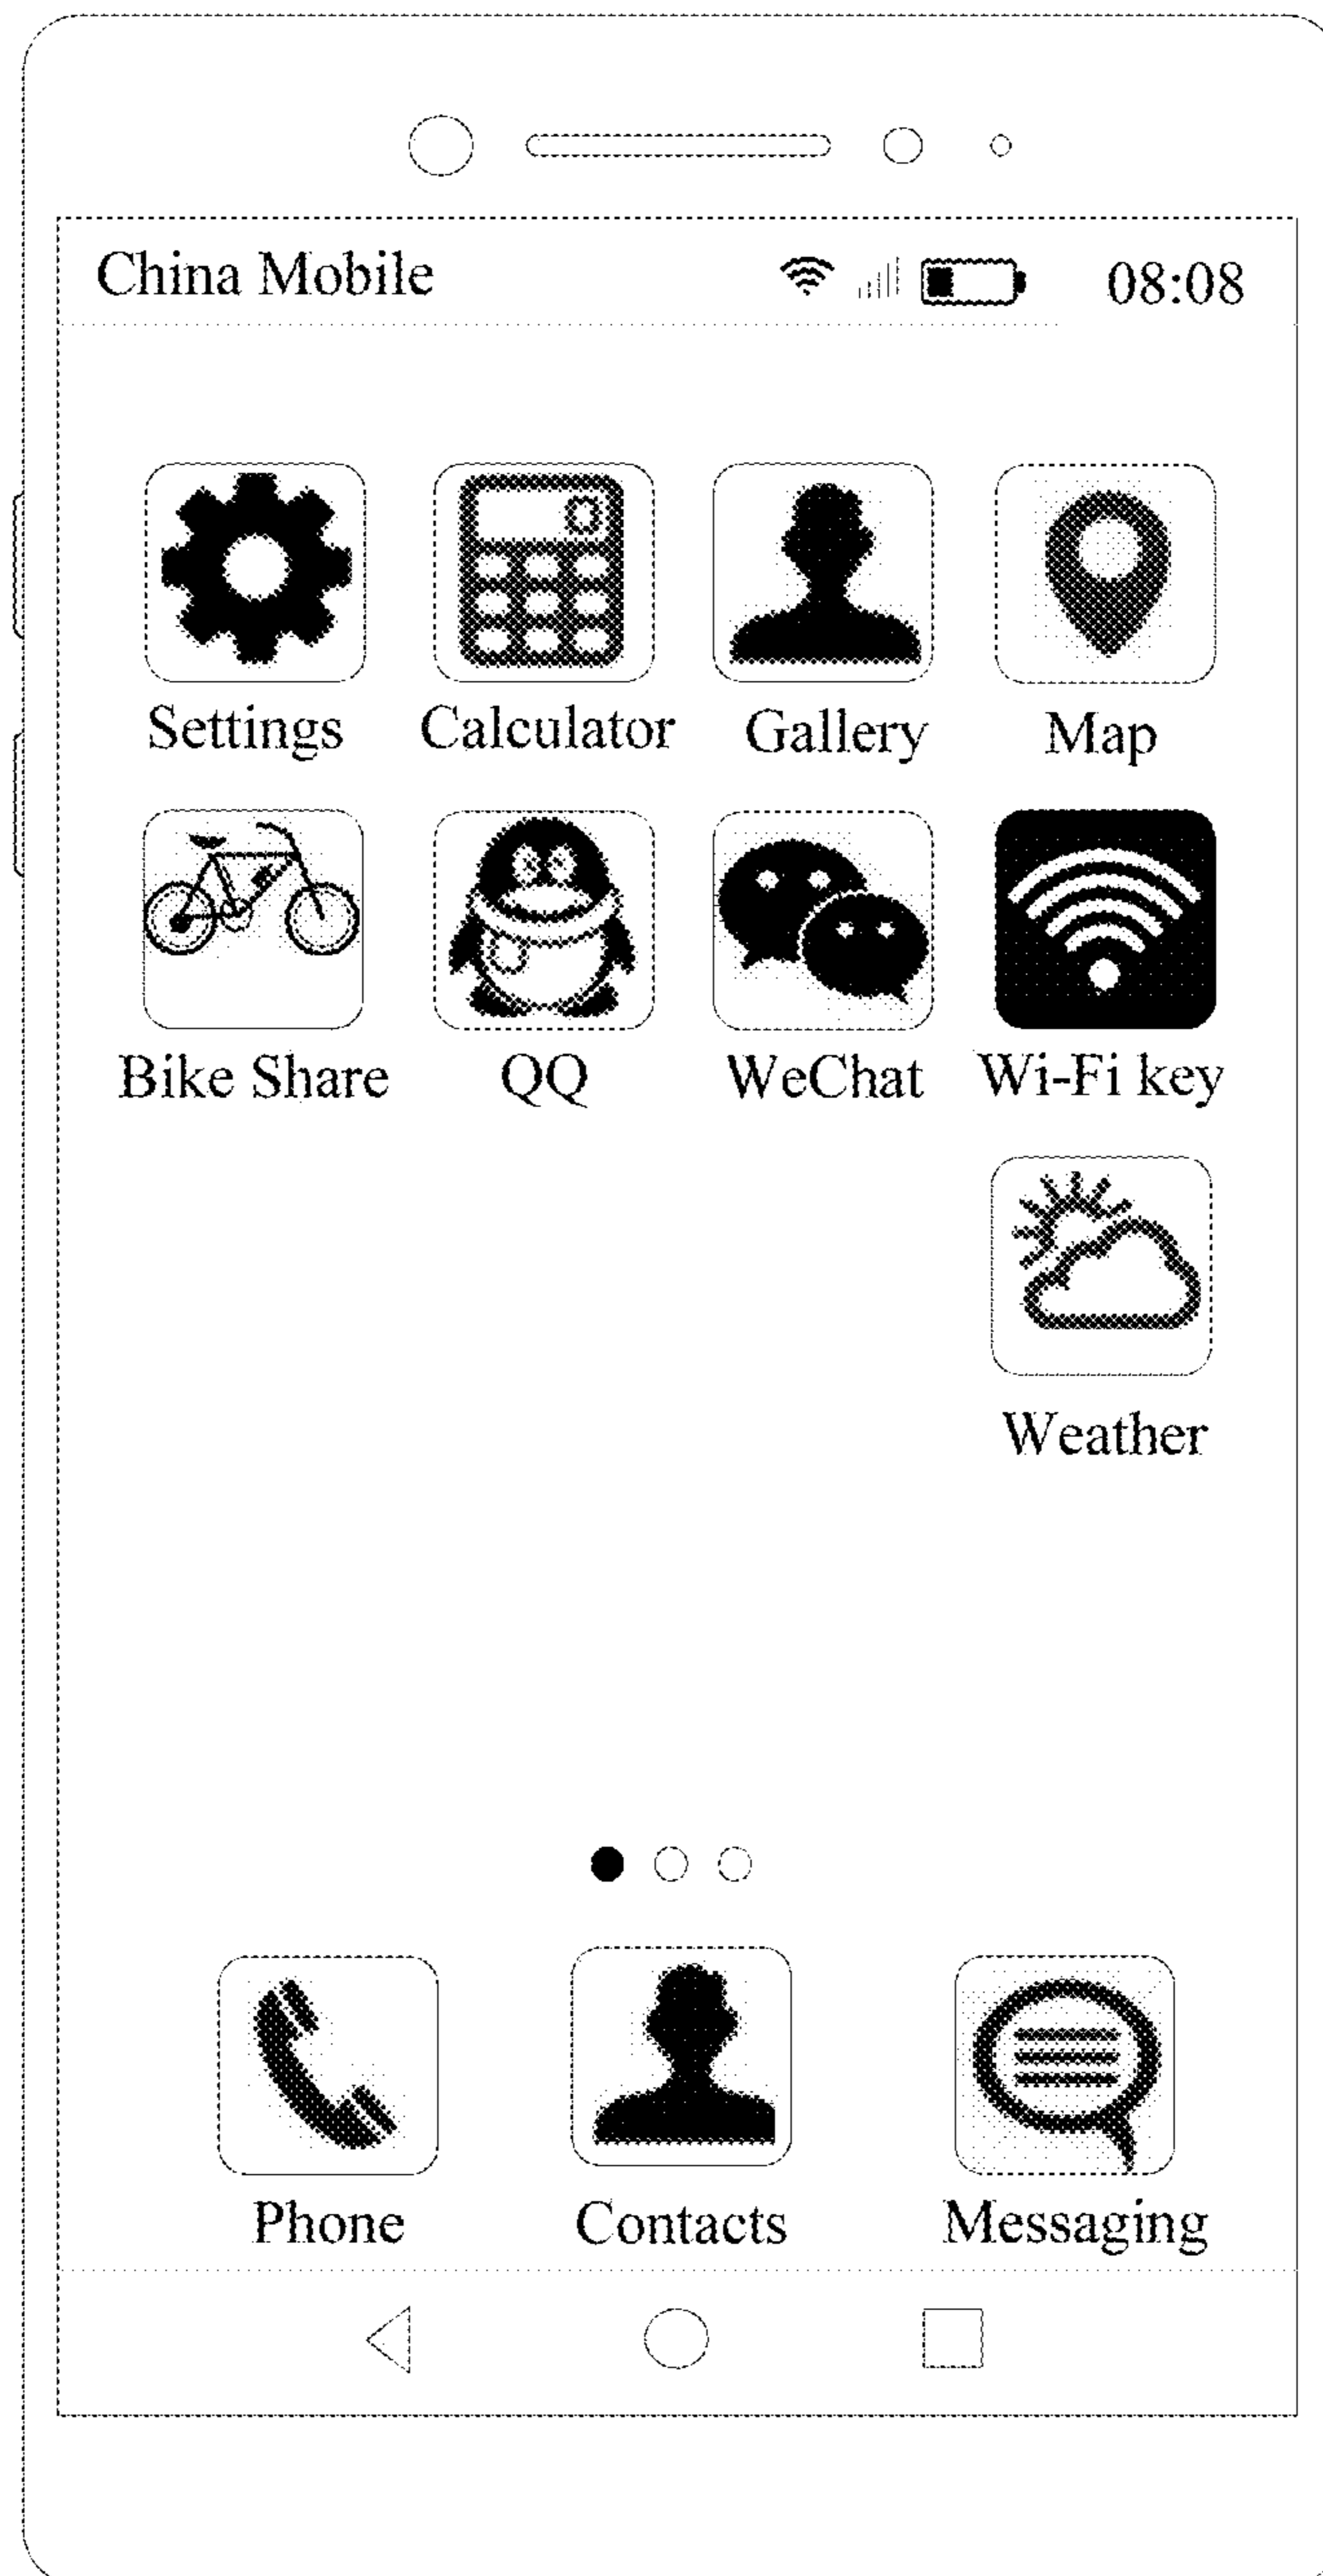 China Mobile 08:08
Settings Calculator Gallery Map
Bike Share QQ WeChat Wi-Fi key
Weather
Phone Contacts Messaging